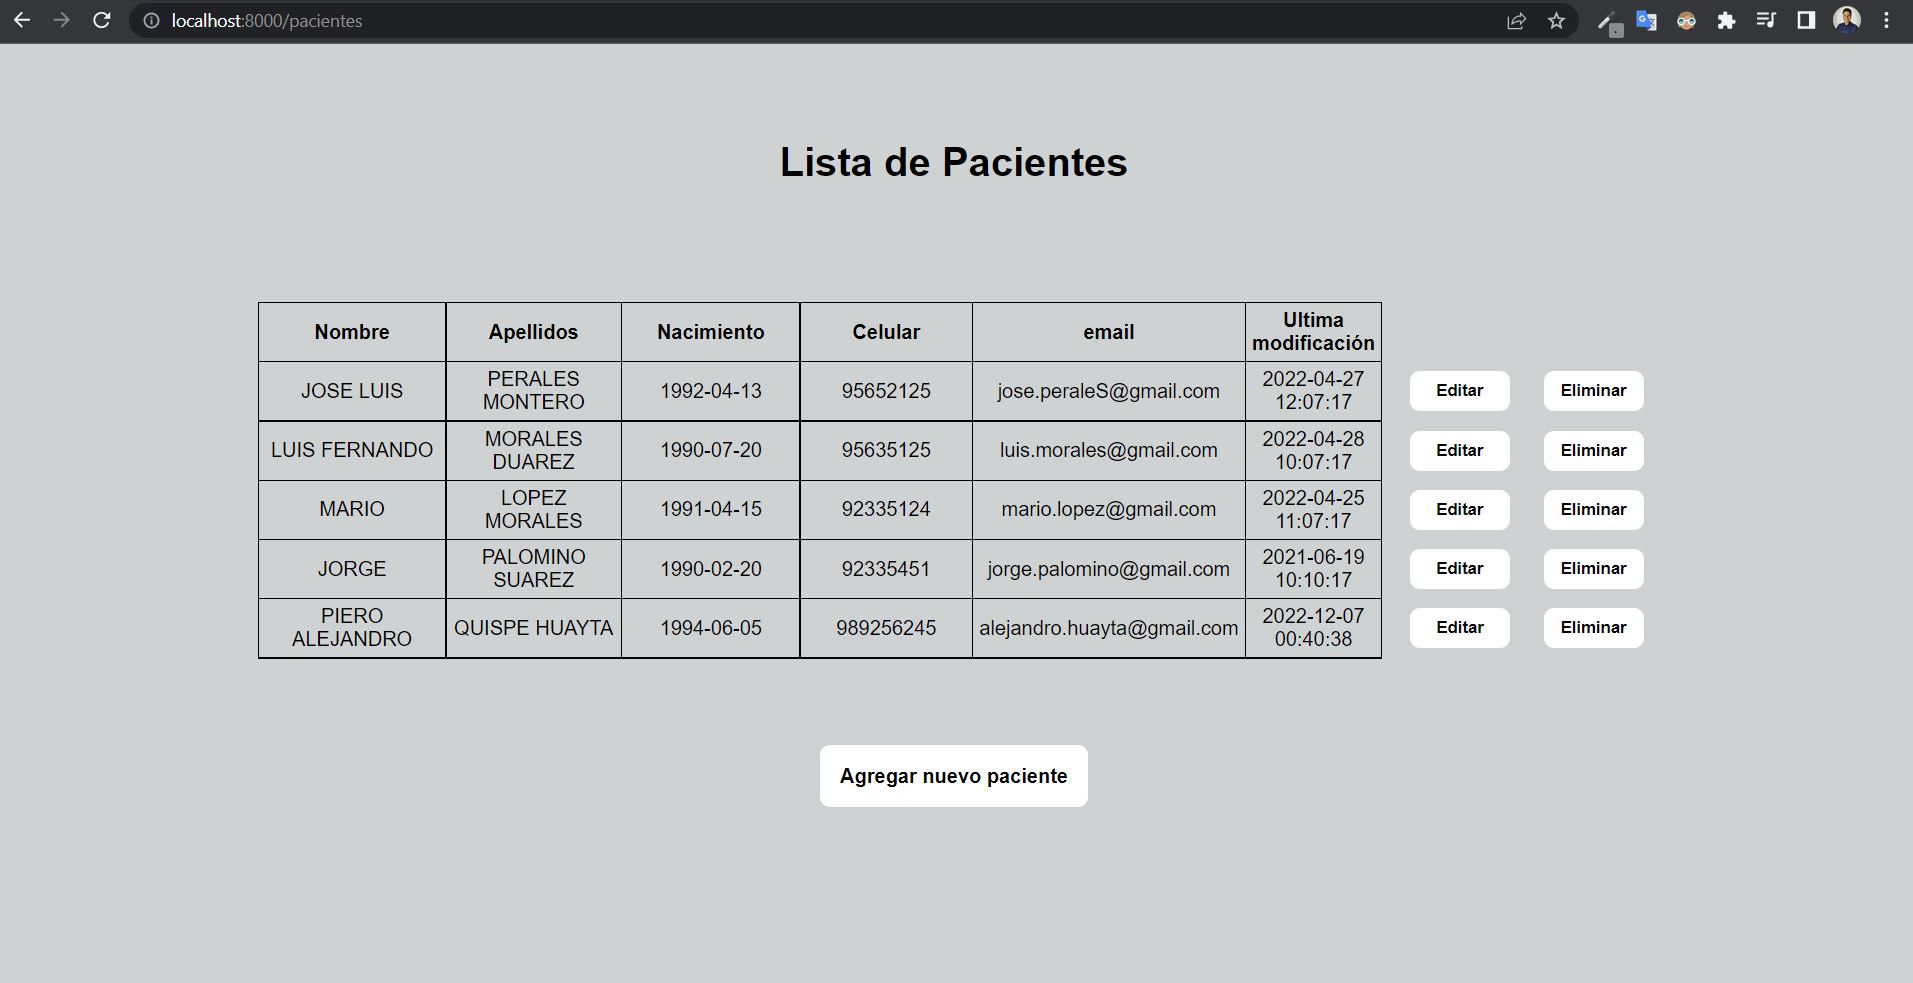 localhost:8000/pacientes
Lista de Pacientes
Nombre Apellidos Nacimiento Celular email Ultima modificación
JOSE LUIS PERALES MONTERO 1992-04-13 95652125 jose.peraleS@gmail.com 2022-04-27 12:07:17 Editar Eliminar
LUIS FERNANDO MORALES DUAREZ 1990-07-20 95635125 luis.morales@gmail.com 2022-04-28 10:07:17 Editar Eliminar
MARIO LOPEZ MORALES 1991-04-15 92335124 mario.lopez@gmail.com 2022-04-25 11:07:17 Editar Eliminar
JORGE PALOMINO SUAREZ 1990-02-20 92335451 jorge.palomino@gmail.com 2021-06-19 10:10:17 Editar Eliminar
PIERO ALEJANDRO QUISPE HUAYTA 1994-06-05 989256245 alejandro.huayta@gmail.com 2022-12-07 00:40:38 Editar Eliminar
Agregar nuevo paciente